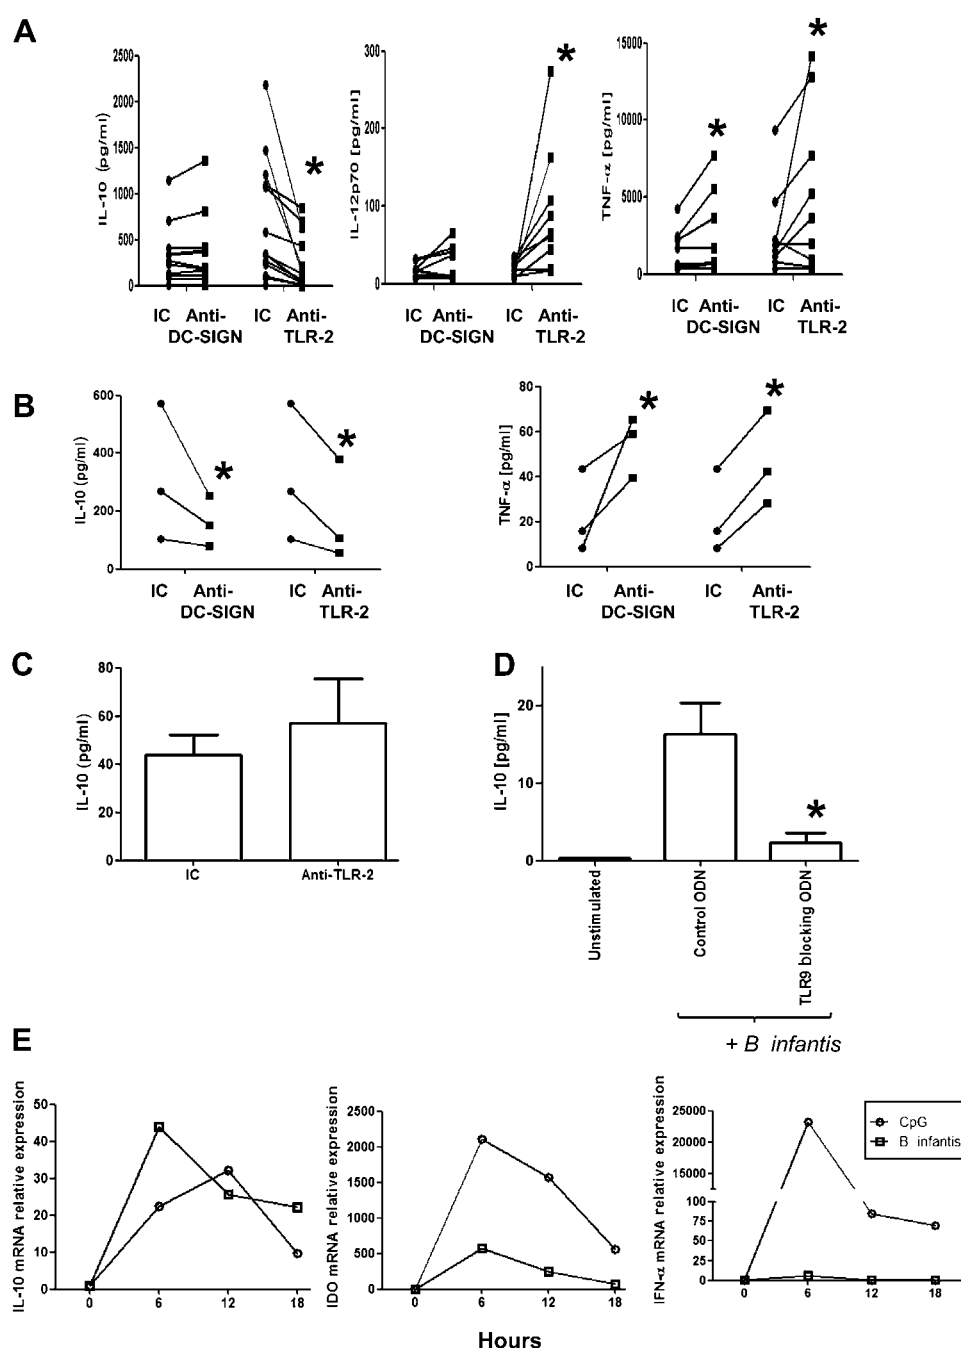 A
IL-10 (pg/ml)
2500
2000
1500
1000
500
0
IC Anti-DC-SIGN
IC Anti-TLR-2
*
IL-12p70 [pg/ml]
300
200
100
0
IC Anti-DC-SIGN
IC Anti-TLR-2
*
TNF-α [pg/ml]
15000
10000
5000
0
IC Anti-DC-SIGN
IC Anti-TLR-2
*
*
B
IL-10 (pg/ml)
600
400
200
0
IC Anti-DC-SIGN
IC Anti-TLR-2
*
*
TNF-α [pg/ml]
80
60
40
20
0
IC Anti-DC-SIGN
IC Anti-TLR-2
*
*
C
IL-10 (pg/ml)
80
60
40
20
0
IC
Anti-TLR-2
D
IL-10 [pg/ml]
20
10
0
*
Unstimulated
Control ODN
TLR9 blocking ODN
+ B infantis
E
IL-10 mRNA relative expression
50
40
30
20
10
0
0 6 12 18
IDO mRNA relative expression
2500
2000
1500
1000
500
0
0 6 12 18
IFN-α mRNA relative expression
25000
20000
15000
100
75
50
25
0
0 6 12 18
CpG
B infantis
Hours